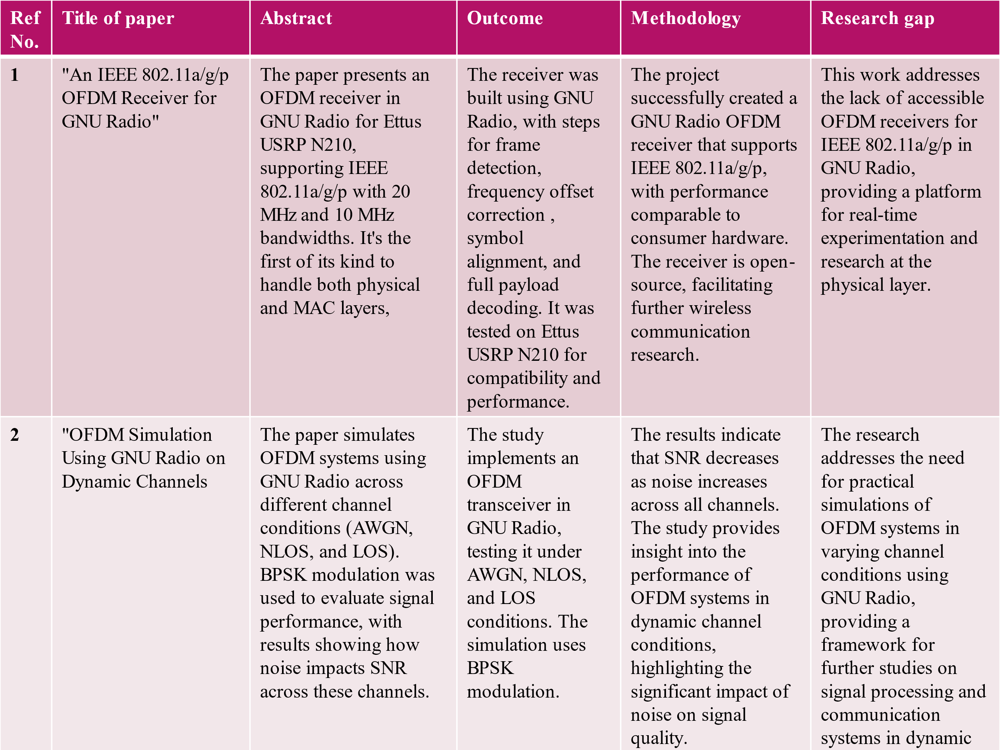 Ref
No.
Title of paper
Abstract
Outcome
Methodology
Research gap
1
"An IEEE 802.11a/g/p
OFDM Receiver for
GNU Radio"
The paper presents an
OFDM receiver in
GNU Radio for Ettus
USRP N210,
supporting IEEE
802.11a/g/p with 20
MHz and 10 MHz
bandwidths. It's the
first of its kind to
handle both physical
and MAC layers,
The receiver was
built using GNU
Radio, with steps
for frame
detection,
frequency offset
correction ,
symbol
alignment, and
full payload
decoding. It was
tested on Ettus
USRP N210 for
compatibility and
performance.
The project
successfully created a
GNU Radio OFDM
receiver that supports
IEEE 802.11a/g/p,
with performance
comparable to
consumer hardware.
The receiver is open-
source, facilitating
further wireless
communication
research.
This work addresses
the lack of accessible
OFDM receivers for
IEEE 802.11a/g/p in
GNU Radio,
providing a platform
for real-time
experimentation and
research at the
physical layer.
2
"OFDM Simulation
Using GNU Radio on
Dynamic Channels
The paper simulates
OFDM systems using
GNU Radio across
different channel
conditions (AWGN,
NLOS, and LOS).
BPSK modulation was
used to evaluate signal
performance, with
results showing how
noise impacts SNR
across these channels.
The study
implements an
OFDM
transceiver in
GNU Radio,
testing it under
AWGN, NLOS,
and LOS
conditions. The
simulation uses
BPSK
modulation.
The results indicate
that SNR decreases
as noise increases
across all channels.
The study provides
insight into the
performance of
OFDM systems in
dynamic channel
conditions,
highlighting the
significant impact of
noise on signal
quality.
The research
addresses the need
for practical
simulations of
OFDM systems in
varying channel
conditions using
GNU Radio,
providing a
framework for
further studies on
signal processing and
communication
systems in dynamic